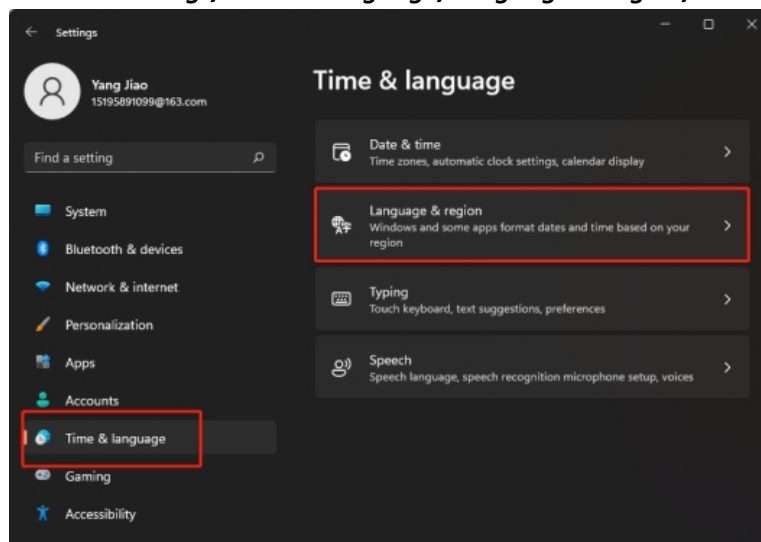 Settings
Yang Jiao
15195891099@163.com
Find a setting
System
Bluetooth & devices
Network & internet
Personalization
Apps
Accounts
Time & language
Gaming
Accessibility
Time & language
Date & time
Time zones, automatic clock settings, calendar display
Language & region
Windows and some apps format dates and time based on your
region
Typing
Touch keyboard, text suggestions, preferences
Speech
Speech language, speech recognition microphone setup, voices